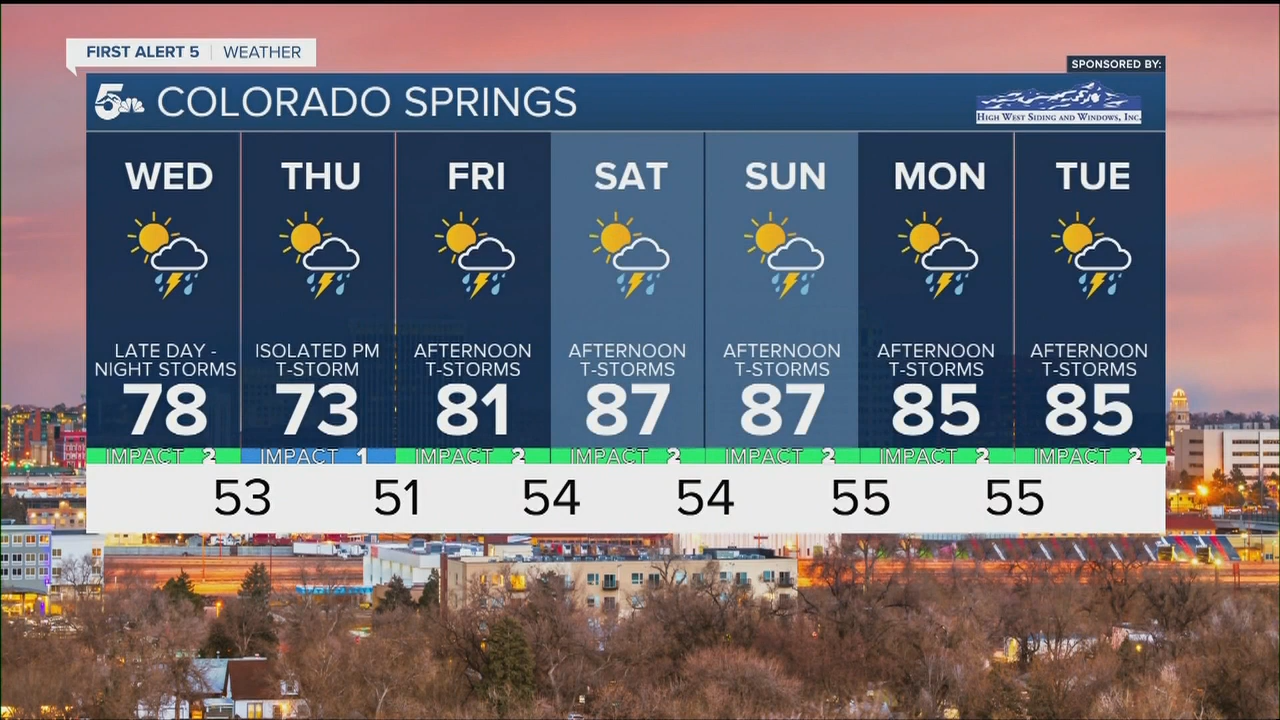 FIRST ALERT 5 | WEATHER
SPONSORED BY:
5 COLORADO SPRINGS
HIGH WEST SIDING AND WINDOWS, INC.
WED THU FRI SAT SUN MON TUE
LATE DAY - NIGHT STORMS
ISOLATED PM T-STORM
AFTERNOON T-STORMS
AFTERNOON T-STORMS
AFTERNOON T-STORMS
AFTERNOON T-STORMS
AFTERNOON T-STORMS
78 73 81 87 87 85 85
IMPACT 2 IMPACT 1 IMPACT 2 IMPACT 2 IMPACT 2 IMPACT 2 IMPACT 2
53 51 54 54 55 55